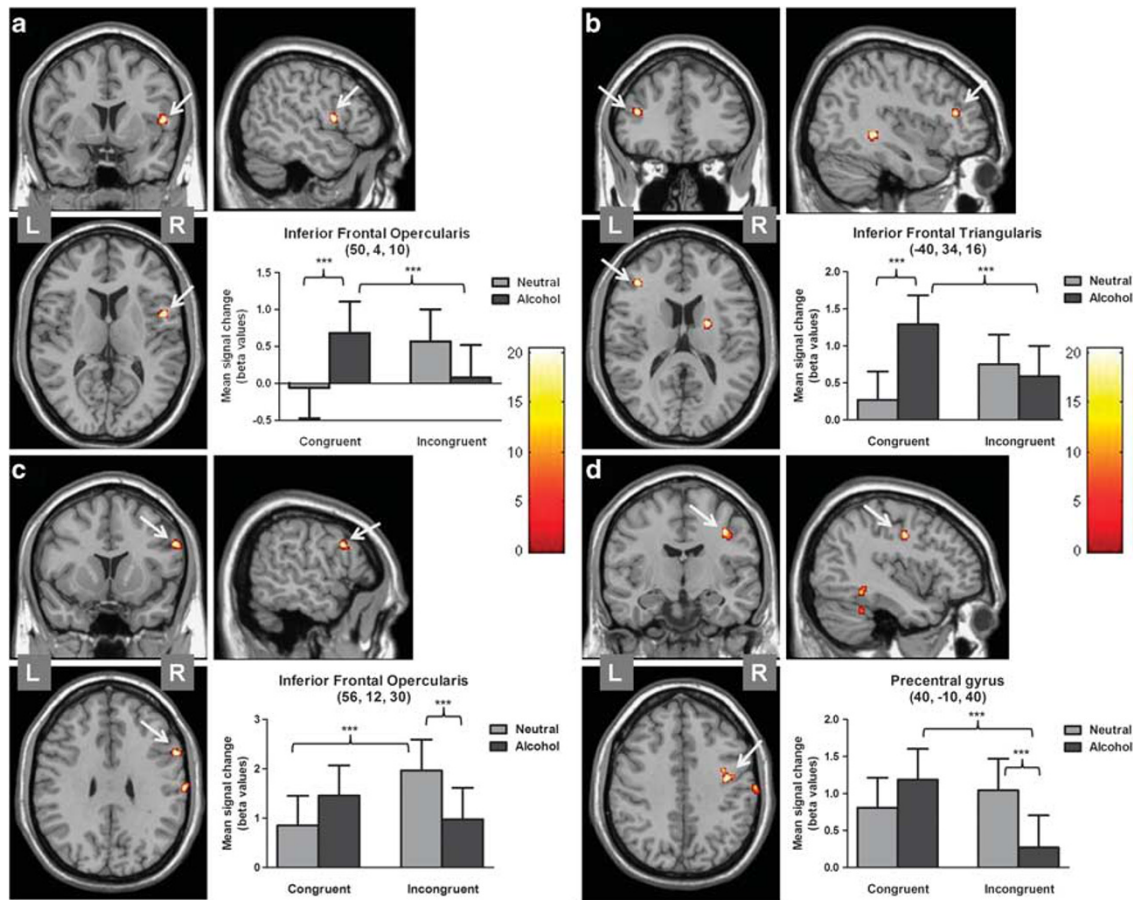 a
L R
Inferior Frontal Opercularis
(50, 4, 10)
Mean signal change
(beta values)
1.5
1.0
0.5
0.0
-0.5
***
***
Neutral
Alcohol
Congruent Incongruent
20
15
10
5
0
b
L R
Inferior Frontal Triangularis
(-40, 34, 16)
Mean signal change
(beta values)
2.0
1.5
1.0
0.5
0.0
***
***
Neutral
Alcohol
Congruent Incongruent
20
15
10
5
0
c
L R
Inferior Frontal Opercularis
(56, 12, 30)
Mean signal change
(beta values)
3
2
1
0
***
***
Neutral
Alcohol
Congruent Incongruent
d
L R
Precentral gyrus
(40, -10, 40)
Mean signal change
(beta values)
2.0
1.5
1.0
0.5
0.0
***
***
Neutral
Alcohol
Congruent Incongruent